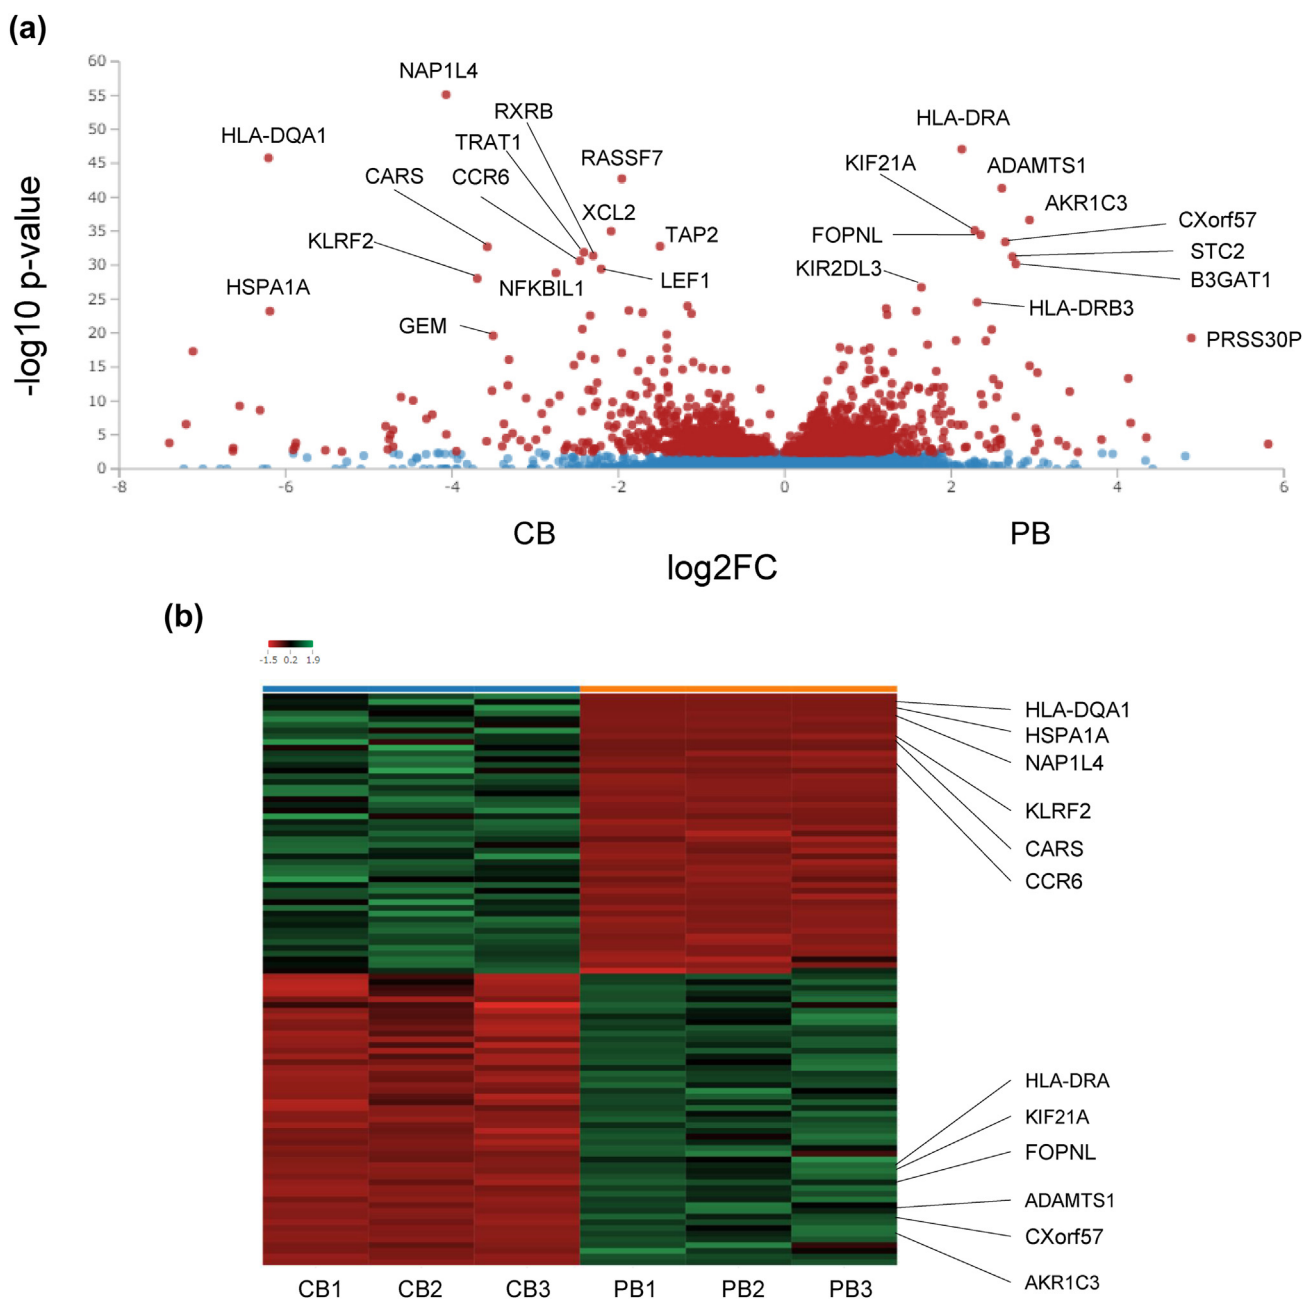 (a)
-log10 p-value
60
55
50
45
40
35
30
25
20
15
10
5
0
NAP1L4
HLA-DQA1
RXRB
TRAT1
RASSF7
CARS
CCR6
XCL2
TAP2
KLRF2
NFKBIL1
LEF1
HSPA1A
GEM
HLA-DRA
KIF21A
ADAMTS1
AKR1C3
CXorf57
FOPNL
STC2
KIR2DL3
B3GAT1
HLA-DRB3
PRSS30P
-8 -6 -4 -2 0 2 4 6
CB PB
log2FC
(b)
-1.5 0.2 1.9
HLA-DQA1
HSPA1A
NAP1L4
KLRF2
CARS
CCR6
HLA-DRA
KIF21A
FOPNL
ADAMTS1
CXorf57
AKR1C3
CB1 CB2 CB3 PB1 PB2 PB3